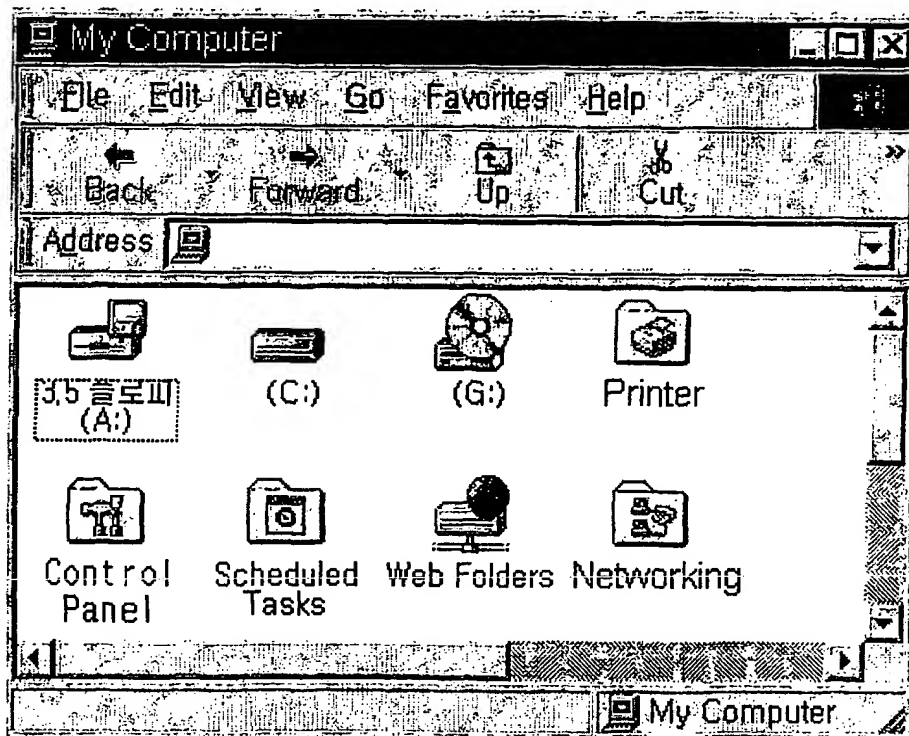 My Computer
File Edit View Go Favorites Help
Back Forward Up Cut »
Address
3,5 플로피 (C:) (G:) Printer
(A:)
Control Scheduled Web Folders Networking
Panel Tasks
My Computer